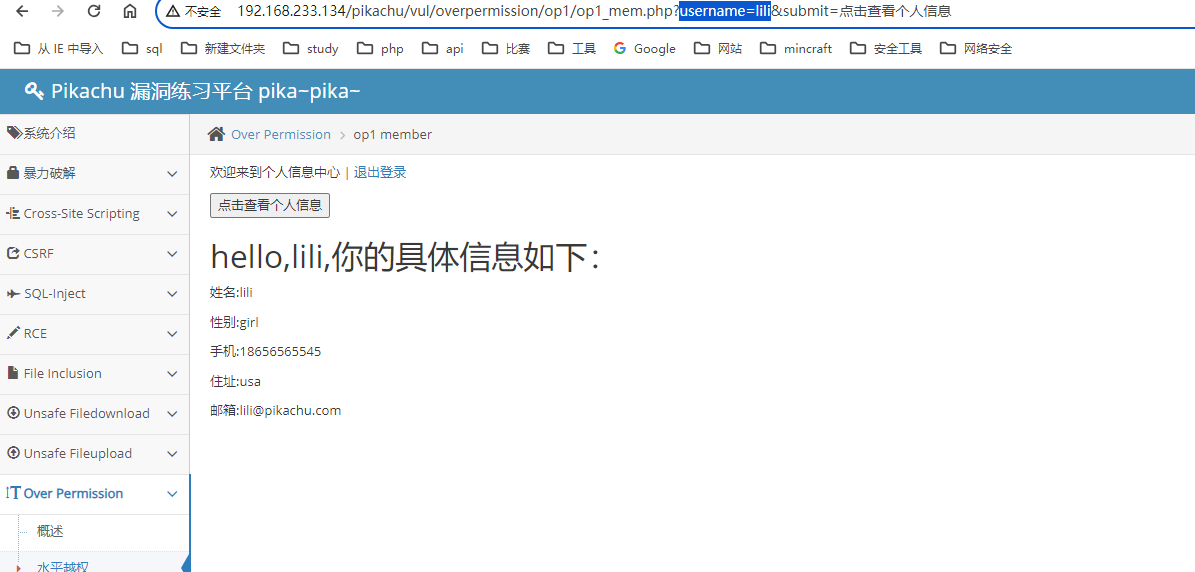 不安全 192.168.233.134/pikachu/vul/overpermission/op1/op1_mem.php?username=lili&submit=点击查看个人信息
从 IE 中导入 sql 新建文件夹 study php api 比赛 工具 Google 网站 mincraft 安全工具 网络安全
Pikachu 漏洞练习平台 pika~pika~
系统介绍
暴力破解
Cross-Site Scripting
CSRF
SQL-Inject
RCE
File Inclusion
Unsafe Filedownload
Unsafe Fileupload
Over Permission
概述
水平越权
Over Permission > op1 member
欢迎来到个人信息中心 | 退出登录
点击查看个人信息
hello,lili,你的具体信息如下:
姓名:lili
性别:girl
手机:18656565545
住址:usa
邮箱:lili@pikachu.com